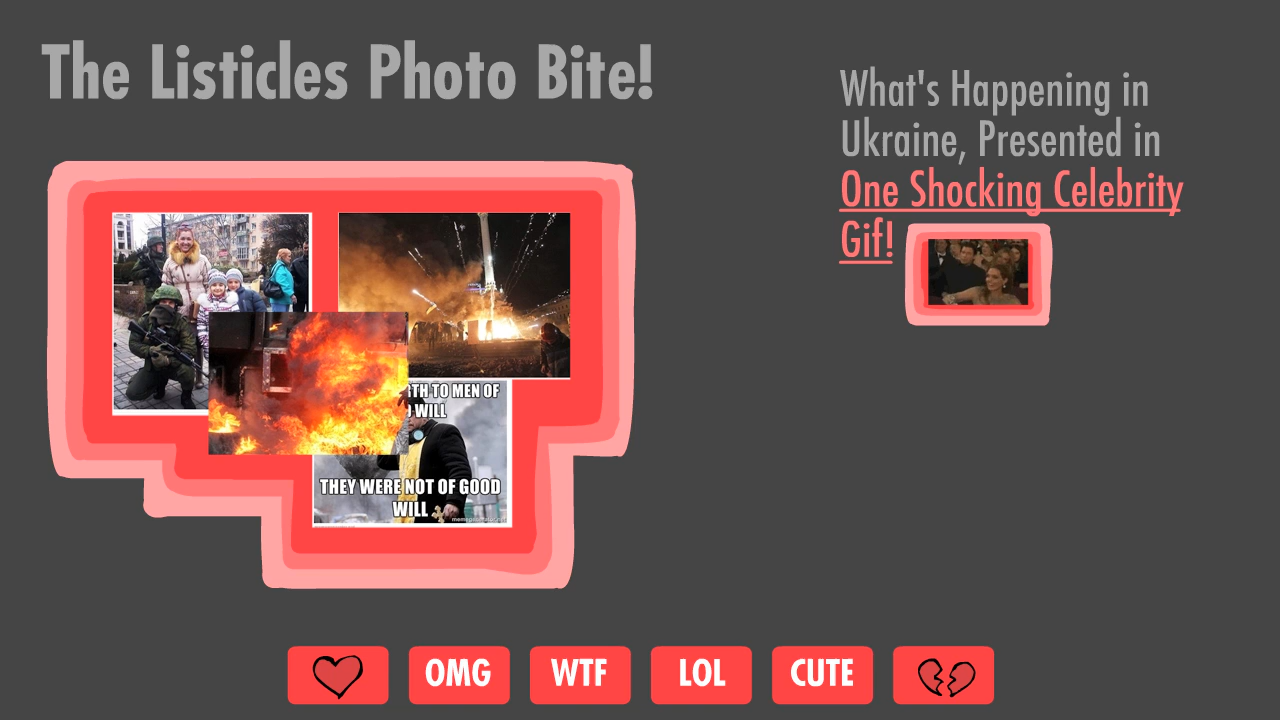 The Listicles Photo Bite!
What's Happening in
Ukraine, Presented in
One Shocking Celebrity
Gif!
TO MEN OF
WILL
THEY WERE NOT OF GOOD
WILL
OMG
WTF
LOL
CUTE